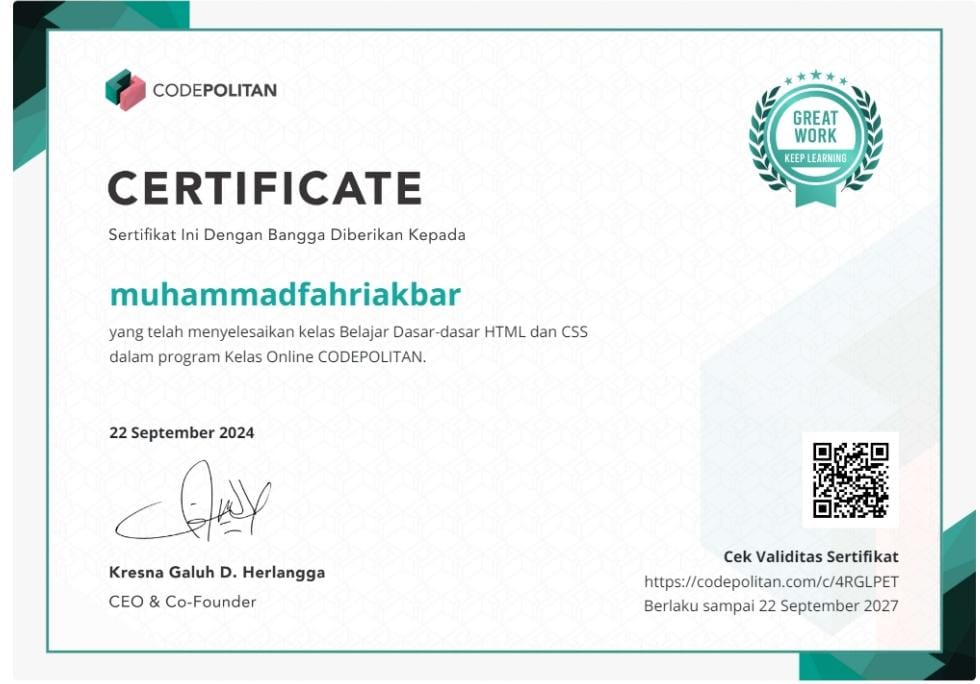 CODEPOLITAN
GREAT
WORK
KEEP LEARNING
CERTIFICATE
Sertifikat Ini Dengan Bangga Diberikan Kepada
muhammadfahriakbar
yang telah menyelesaikan kelas Belajar Dasar-dasar HTML dan CSS
dalam program Kelas Online CODEPOLITAN.
22 September 2024
Kresna Galuh D. Herlangga
CEO & Co-Founder
Cek Validitas Sertifikat
https://codepolitan.com/c/4RGLPET
Berlaku sampai 22 September 2027